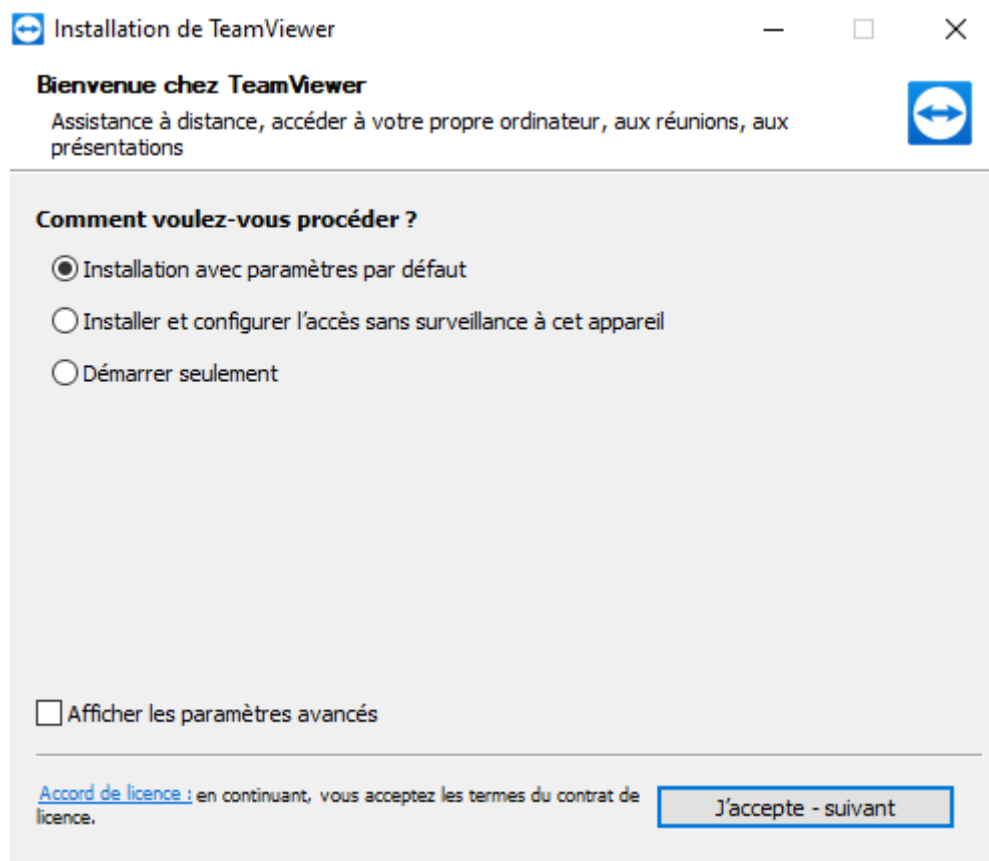 Installation de TeamViewer
Bienvenue chez TeamViewer
Assistance à distance, accéder à votre propre ordinateur, aux réunions, aux
présentations
Comment voulez-vous procéder ?
Installation avec paramètres par défaut
Installer et configurer l'accès sans surveillance à cet appareil
Démarrer seulement
Afficher les paramètres avancés
Accord de licence : en continuant, vous acceptez les termes du contrat de
licence.
J'accepte - suivant